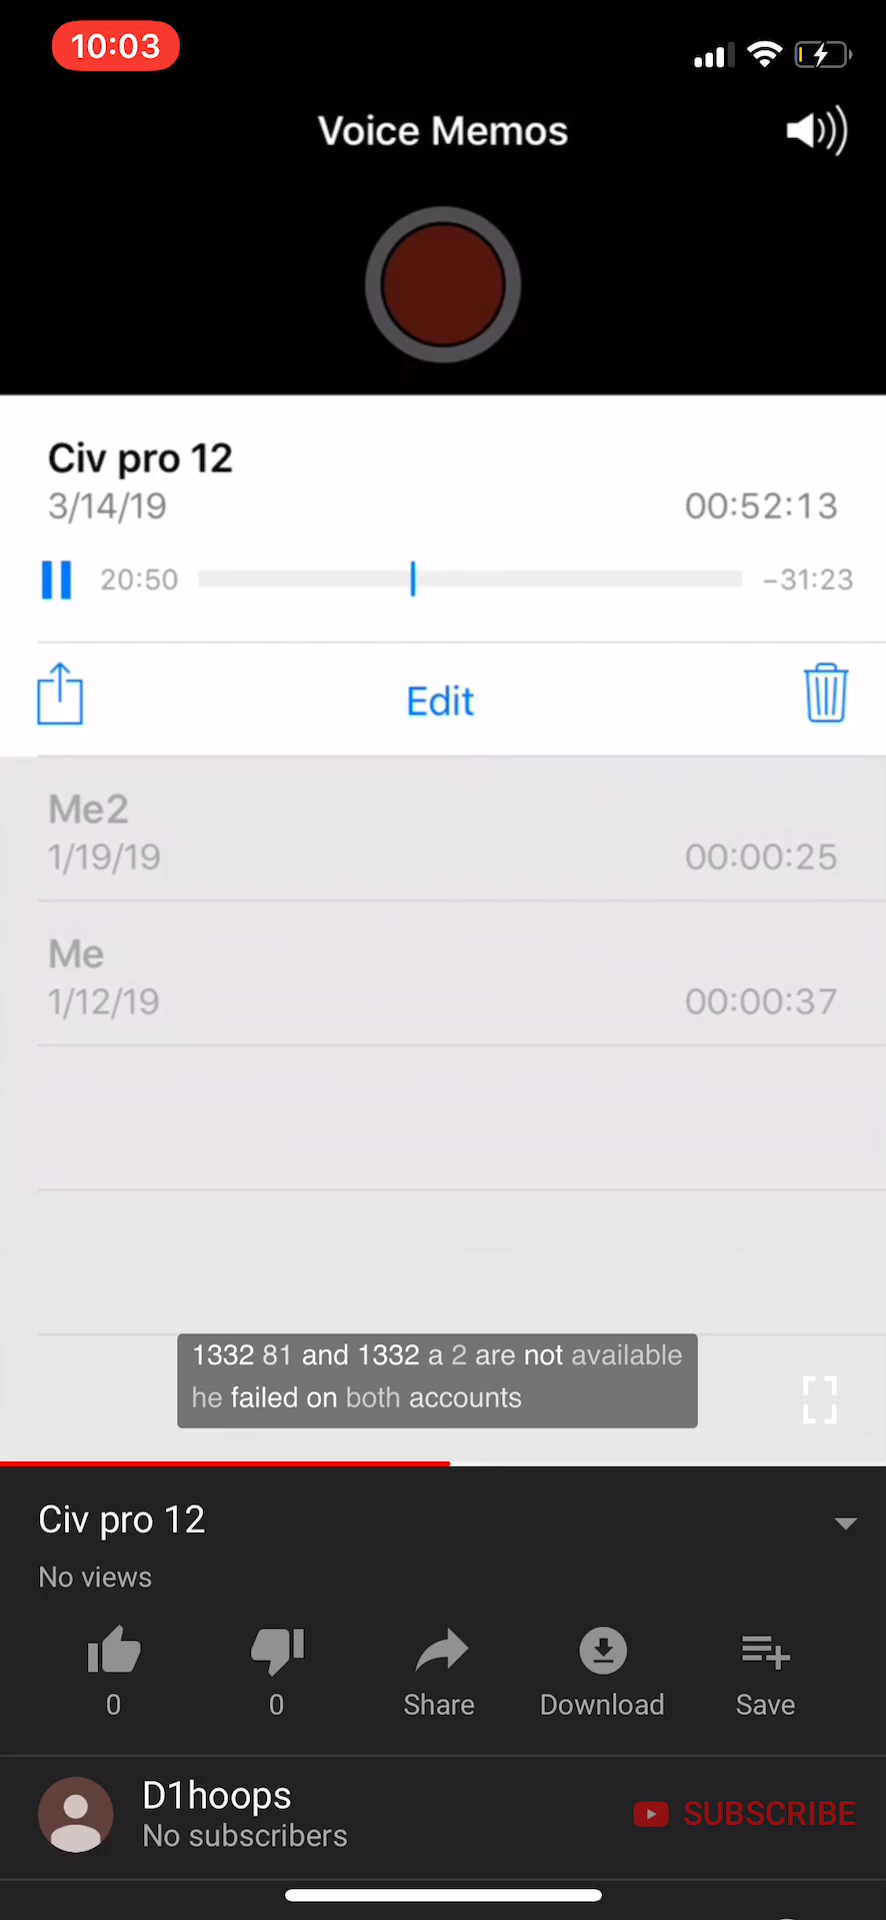 10:03
Voice Memos
Civ pro 12
3/14/19 00:52:13
20:50 -31:23
Edit
Me2
1/19/19 00:00:25
Me
1/12/19 00:00:37
1332 81 and 1332 a 2 are not available
he failed on both accounts
Civ pro 12
No views
0 0 Share Download Save
D1hoops
No subscribers
SUBSCRIBE